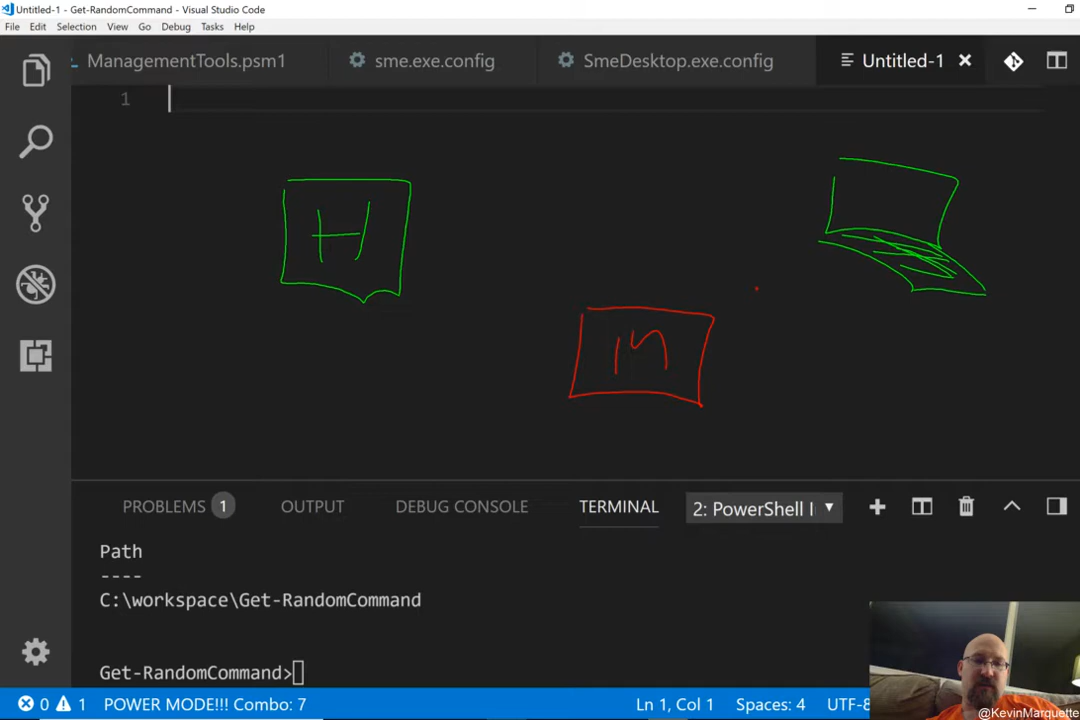 Untitled-1 - Get-RandomCommand - Visual Studio Code
File Edit Selection View Go Debug Tasks Help
ManagementTools.psm1 sme.exe.config SmeDesktop.exe.config Untitled-1
1
H
M
PROBLEMS 1 OUTPUT DEBUG CONSOLE TERMINAL 2: PowerShell I
Path
----
C:\workspace\Get-RandomCommand
Get-RandomCommand>
0 1 POWER MODE!!! Combo: 7 Ln 1, Col 1 Spaces: 4 UTF-8
@KevinMarquette